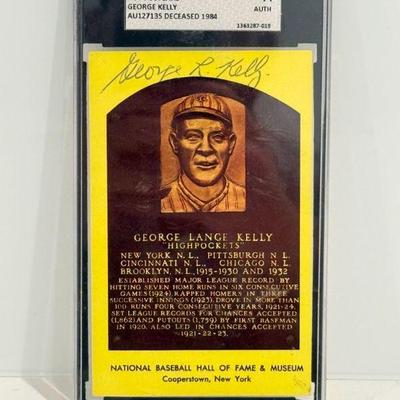 GEORGE KELLY
AU127135 DECEASED 1984
AUTH
1363287-019
George L. Kelly
GEORGE LANGE KELLY
"HIGHPOCKETS"
NEW YORK N. L., PITTSBURGH N L.
CINCINNATI N. L., CHICAGO N. L.
BROOKLYN, N. L., 1915-1930 AND 1932
ESTABLISHED MAJOR LEAGUE RECORD BY
HITTING SEVEN HOME RUNS IN SIX CONSECUTIVE
GAMES (1924). RAPPED HOMERS IN THREE
SUCCESSIVE INNINGS (1923). DROVE IN MORE THAN
100 RUNS FOUR CONSECUTIVE YEARS, 1921-24.
SET LEAGUE RECORDS FOR CHANCES ACCEPTED
(1,862) AND PUTOUTS (1,759) BY FIRST BASEMAN
IN 1920. ALSO LED IN CHANCES ACCEPTED
1921-22-23.
NATIONAL BASEBALL HALL OF FAME & MUSEUM
Cooperstown, New York